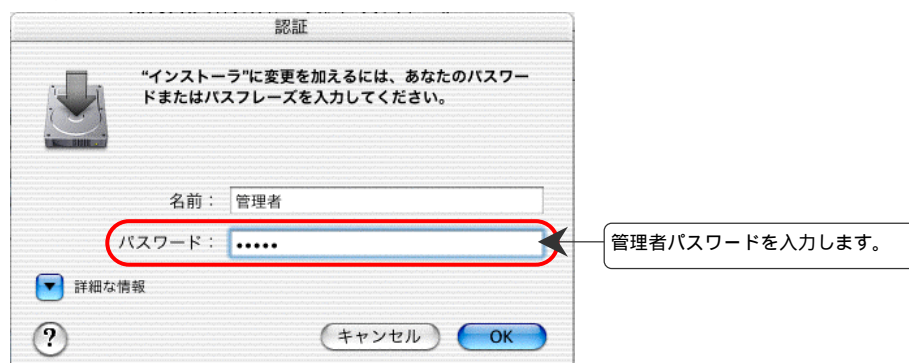 認証
“インストーラ”に変更を加えるには、あなたのパスワー
ドまたはパスフレーズを入力してください。
名前：
管理者
パスワード：
•••••
管理者パスワードを入力します。
詳細な情報
?
キャンセル
OK